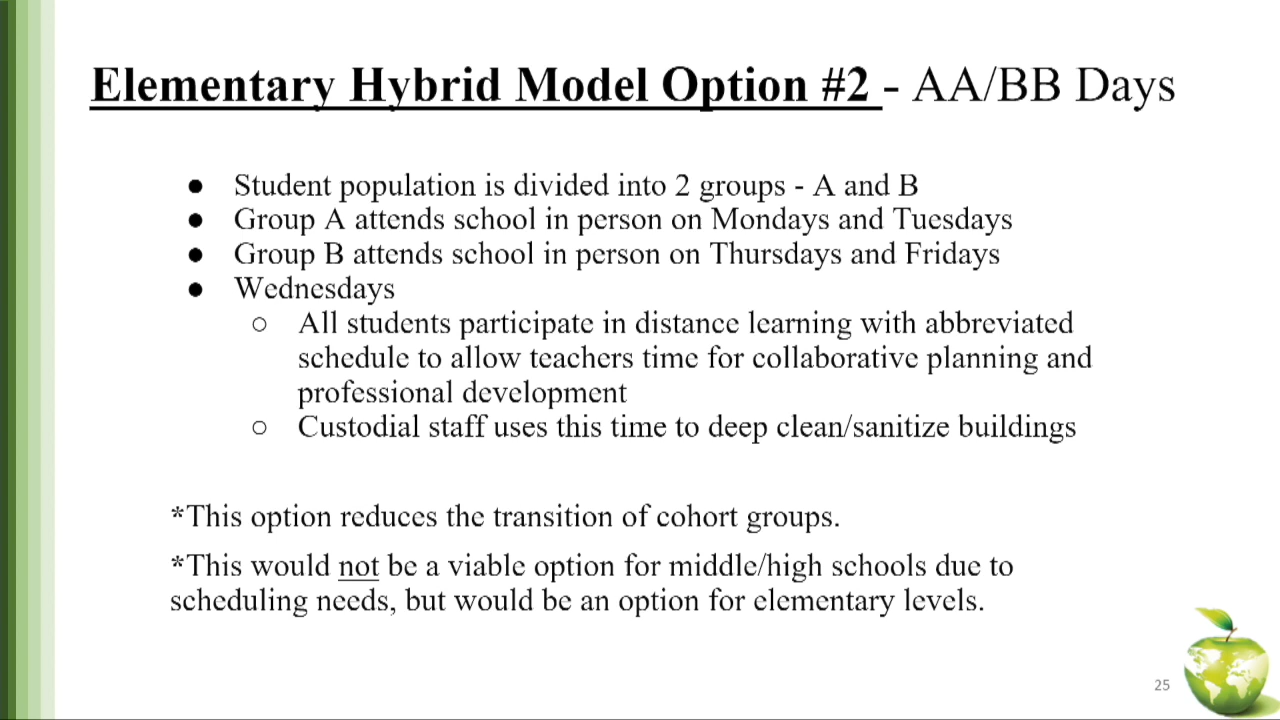 Elementary Hybrid Model Option #2 - AA/BB Days
● Student population is divided into 2 groups - A and B
● Group A attends school in person on Mondays and Tuesdays
● Group B attends school in person on Thursdays and Fridays
● Wednesdays
○ All students participate in distance learning with abbreviated
schedule to allow teachers time for collaborative planning and
professional development
○ Custodial staff uses this time to deep clean/sanitize buildings
*This option reduces the transition of cohort groups.
*This would not be a viable option for middle/high schools due to
scheduling needs, but would be an option for elementary levels.
25